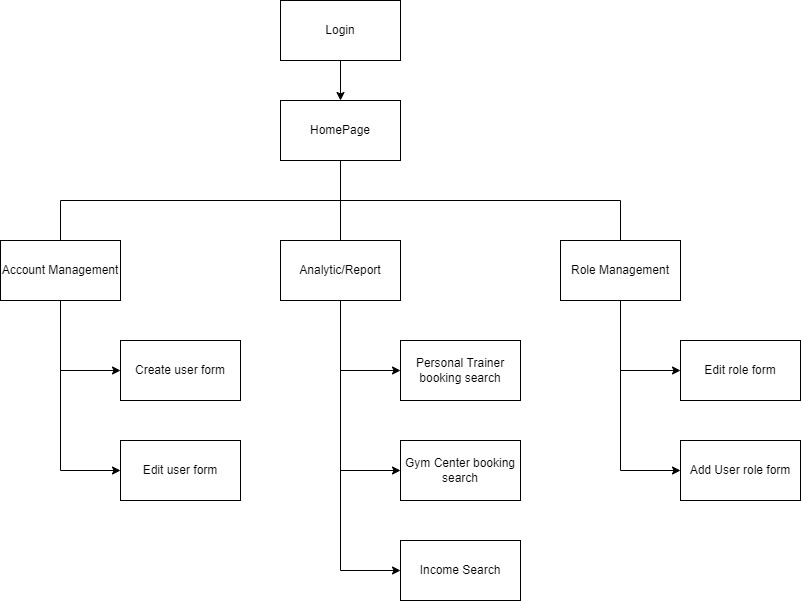 Login
HomePage
Account Management
Analytic/Report
Role Management
Create user form
Personal Trainer
booking search
Edit role form
Edit user form
Gym Center booking
search
Add User role form
Income Search